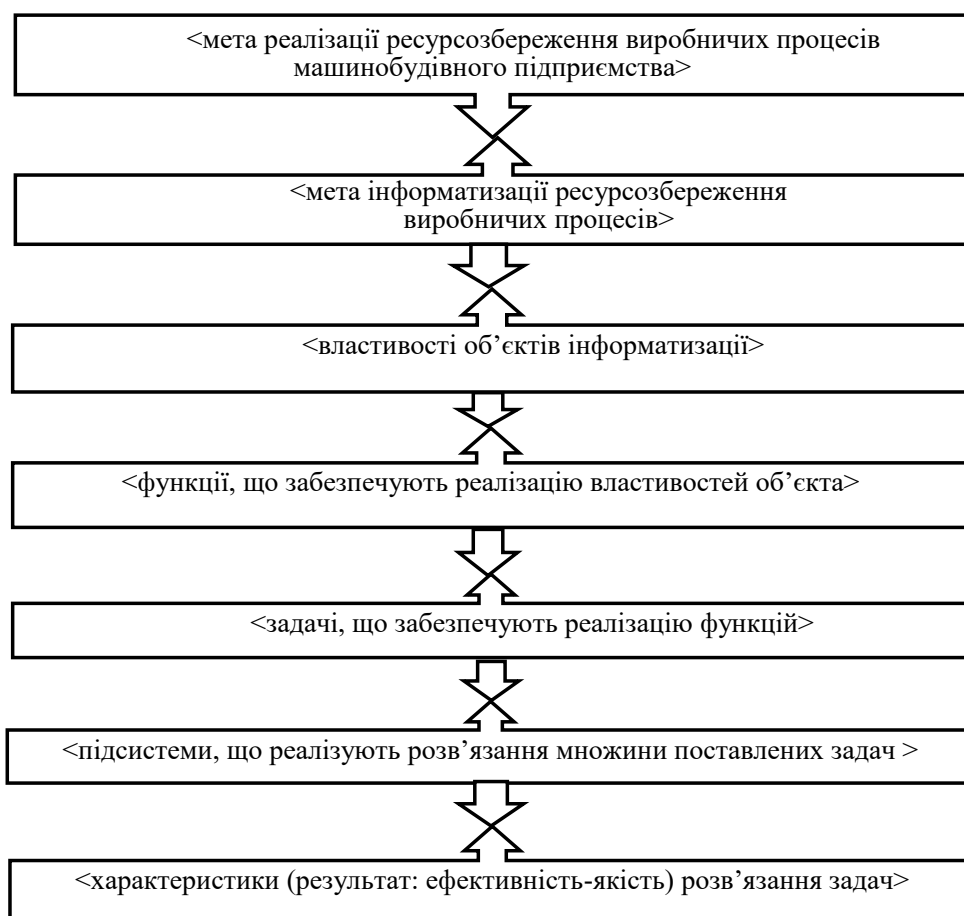 <мета реалізації ресурсозбереження виробничих процесів
машинобудівного підприємства>
<мета інформатизації ресурсозбереження
виробничих процесів>
<властивості об’єктів інформатизації>
<функції, що забезпечують реалізацію властивостей об’єкта>
<задачі, що забезпечують реалізацію функцій>
<підсистеми, що реалізують розв’язання множини поставлених задач >
<характеристики (результат: ефективність-якість) розв’язання задач>